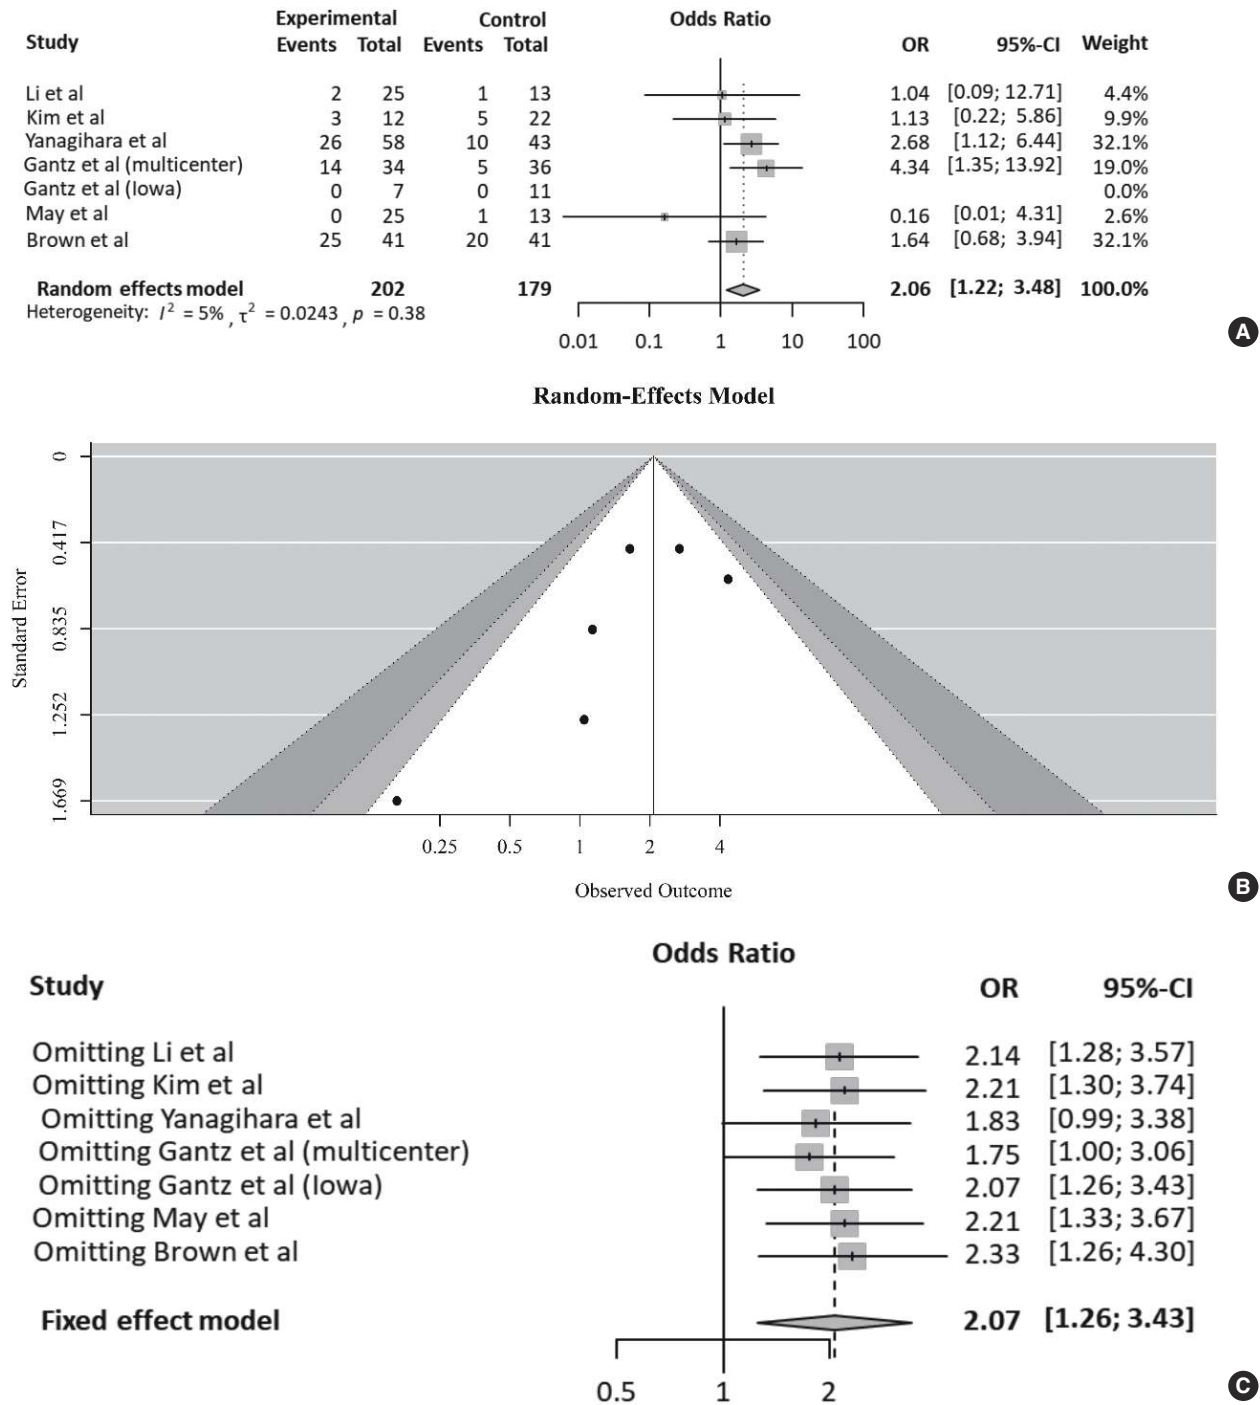 Experimental Control Odds Ratio
Study Events Total Events Total OR 95%-CI Weight
Li et al 2 25 1 13 1.04 [0.09; 12.71] 4.4%
Kim et al 3 12 5 22 1.13 [0.22; 5.86] 9.9%
Yanagihara et al 26 58 10 43 2.68 [1.12; 6.44] 32.1%
Gantz et al (multicenter) 14 34 5 36 4.34 [1.35; 13.92] 19.0%
Gantz et al (Iowa) 0 7 0 11 0.0%
May et al 0 25 1 13 0.16 [0.01; 4.31] 2.6%
Brown et al 25 41 20 41 1.64 [0.68; 3.94] 32.1%
Random effects model 202 179 2.06 [1.22; 3.48] 100.0%
Heterogeneity: I² = 5%, τ² = 0.0243, p = 0.38
0.01 0.1 1 10 100
A
Random-Effects Model
Standard Error
0
0.417
0.835
1.252
1.669
0.25 0.5 1 2 4
Observed Outcome
B
Odds Ratio
Study OR 95%-CI
Omitting Li et al 2.14 [1.28; 3.57]
Omitting Kim et al 2.21 [1.30; 3.74]
Omitting Yanagihara et al 1.83 [0.99; 3.38]
Omitting Gantz et al (multicenter) 1.75 [1.00; 3.06]
Omitting Gantz et al (Iowa) 2.07 [1.26; 3.43]
Omitting May et al 2.21 [1.33; 3.67]
Omitting Brown et al 2.33 [1.26; 4.30]
Fixed effect model 2.07 [1.26; 3.43]
0.5 1 2
C